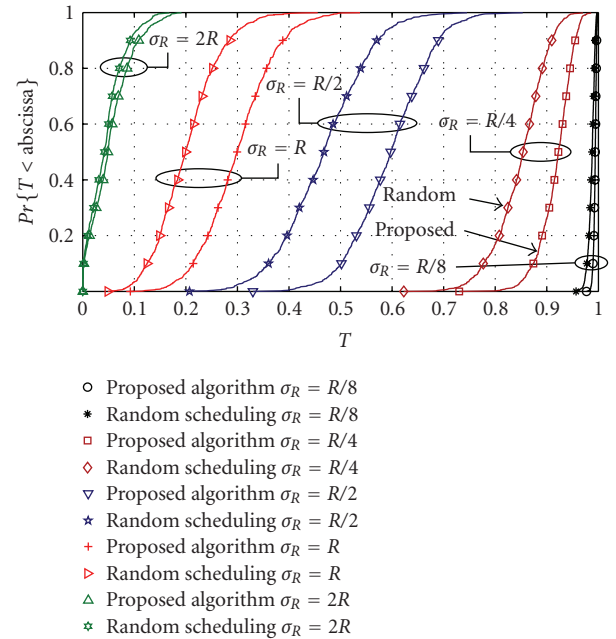 1
0.8
0.6
0.4
0.2
Pr{T < abscissa}
σR = 2R
σR = R/2
σR = R
σR = R/4
Random
Proposed
σR = R/8
0 0.1 0.2 0.3 0.4 0.5 0.6 0.7 0.8 0.9 1
T
Proposed algorithm σR = R/8
Random scheduling σR = R/8
Proposed algorithm σR = R/4
Random scheduling σR = R/4
Proposed algorithm σR = R/2
Random scheduling σR = R/2
Proposed algorithm σR = R
Random scheduling σR = R
Proposed algorithm σR = 2R
Random scheduling σR = 2R